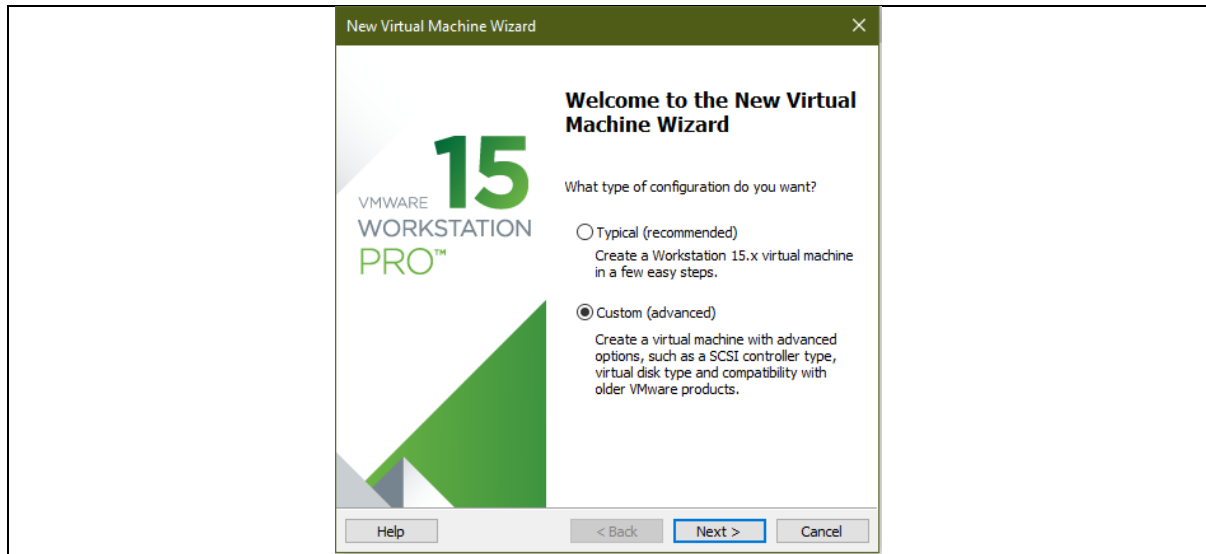 New Virtual Machine Wizard
Welcome to the New Virtual
Machine Wizard
15
VMWARE
WORKSTATION
PRO™
What type of configuration do you want?
Typical (recommended)
Create a Workstation 15.x virtual machine
in a few easy steps.
Custom (advanced)
Create a virtual machine with advanced
options, such as a SCSI controller type,
virtual disk type and compatibility with
older VMware products.
Help
< Back
Next >
Cancel